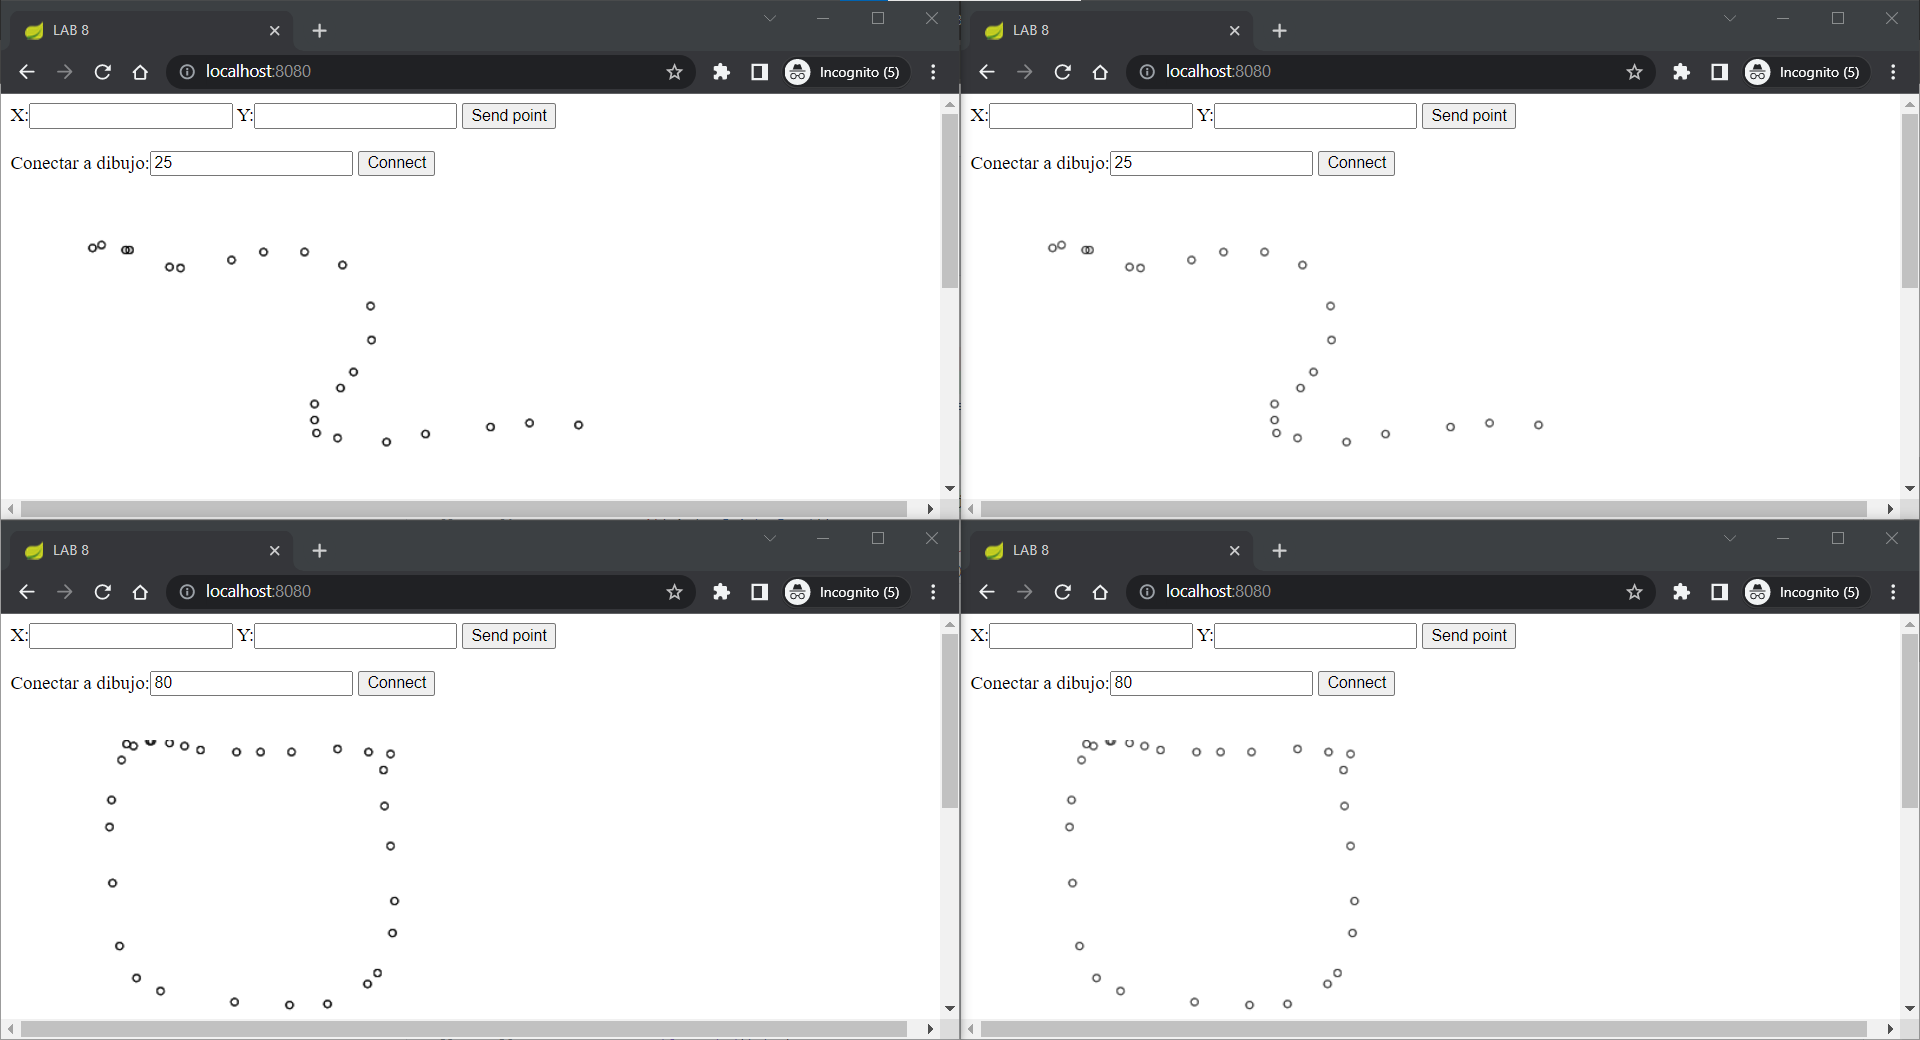 LAB 8
localhost:8080
Incognito (5)
X: Y: Send point
Conectar a dibujo: 25 Connect
LAB 8
localhost:8080
Incognito (5)
X: Y: Send point
Conectar a dibujo: 25 Connect
LAB 8
localhost:8080
Incognito (5)
X: Y: Send point
Conectar a dibujo: 80 Connect
LAB 8
localhost:8080
Incognito (5)
X: Y: Send point
Conectar a dibujo: 80 Connect